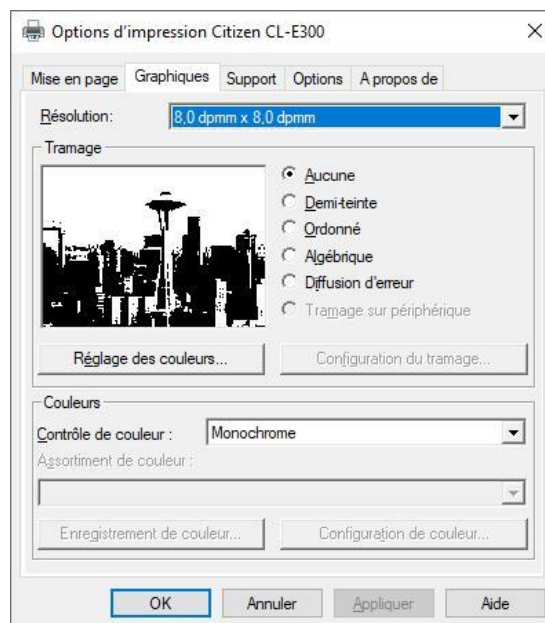 Options d'impression Citizen CL-E300
Mise en page Graphiques Support Options A propos de
Résolution: 8,0 dpmm x 8,0 dpmm
Tramage
Aucune
Demi-teinte
Ordonné
Algébrique
Diffusion d'erreur
Tramage sur périphérique
Réglage des couleurs... Configuration du tramage...
Couleurs
Contrôle de couleur : Monochrome
Assortiment de couleur :
Enregistrement de couleur... Configuration de couleur...
OK Annuler Appliquer Aide